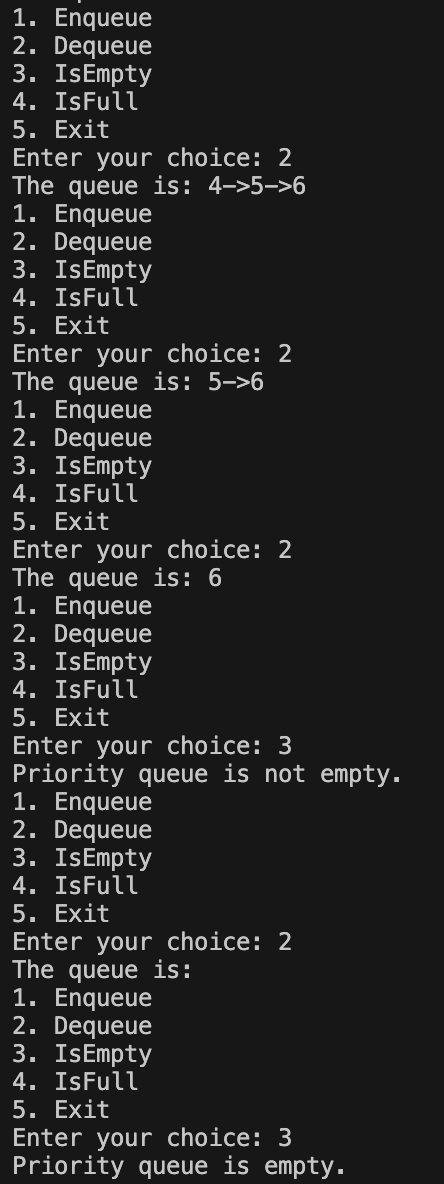 1. Enqueue
2. Dequeue
3. IsEmpty
4. IsFull
5. Exit
Enter your choice: 2
The queue is: 4->5->6
1. Enqueue
2. Dequeue
3. IsEmpty
4. IsFull
5. Exit
Enter your choice: 2
The queue is: 5->6
1. Enqueue
2. Dequeue
3. IsEmpty
4. IsFull
5. Exit
Enter your choice: 2
The queue is: 6
1. Enqueue
2. Dequeue
3. IsEmpty
4. IsFull
5. Exit
Enter your choice: 3
Priority queue is not empty.
1. Enqueue
2. Dequeue
3. IsEmpty
4. IsFull
5. Exit
Enter your choice: 2
The queue is:
1. Enqueue
2. Dequeue
3. IsEmpty
4. IsFull
5. Exit
Enter your choice: 3
Priority queue is empty.